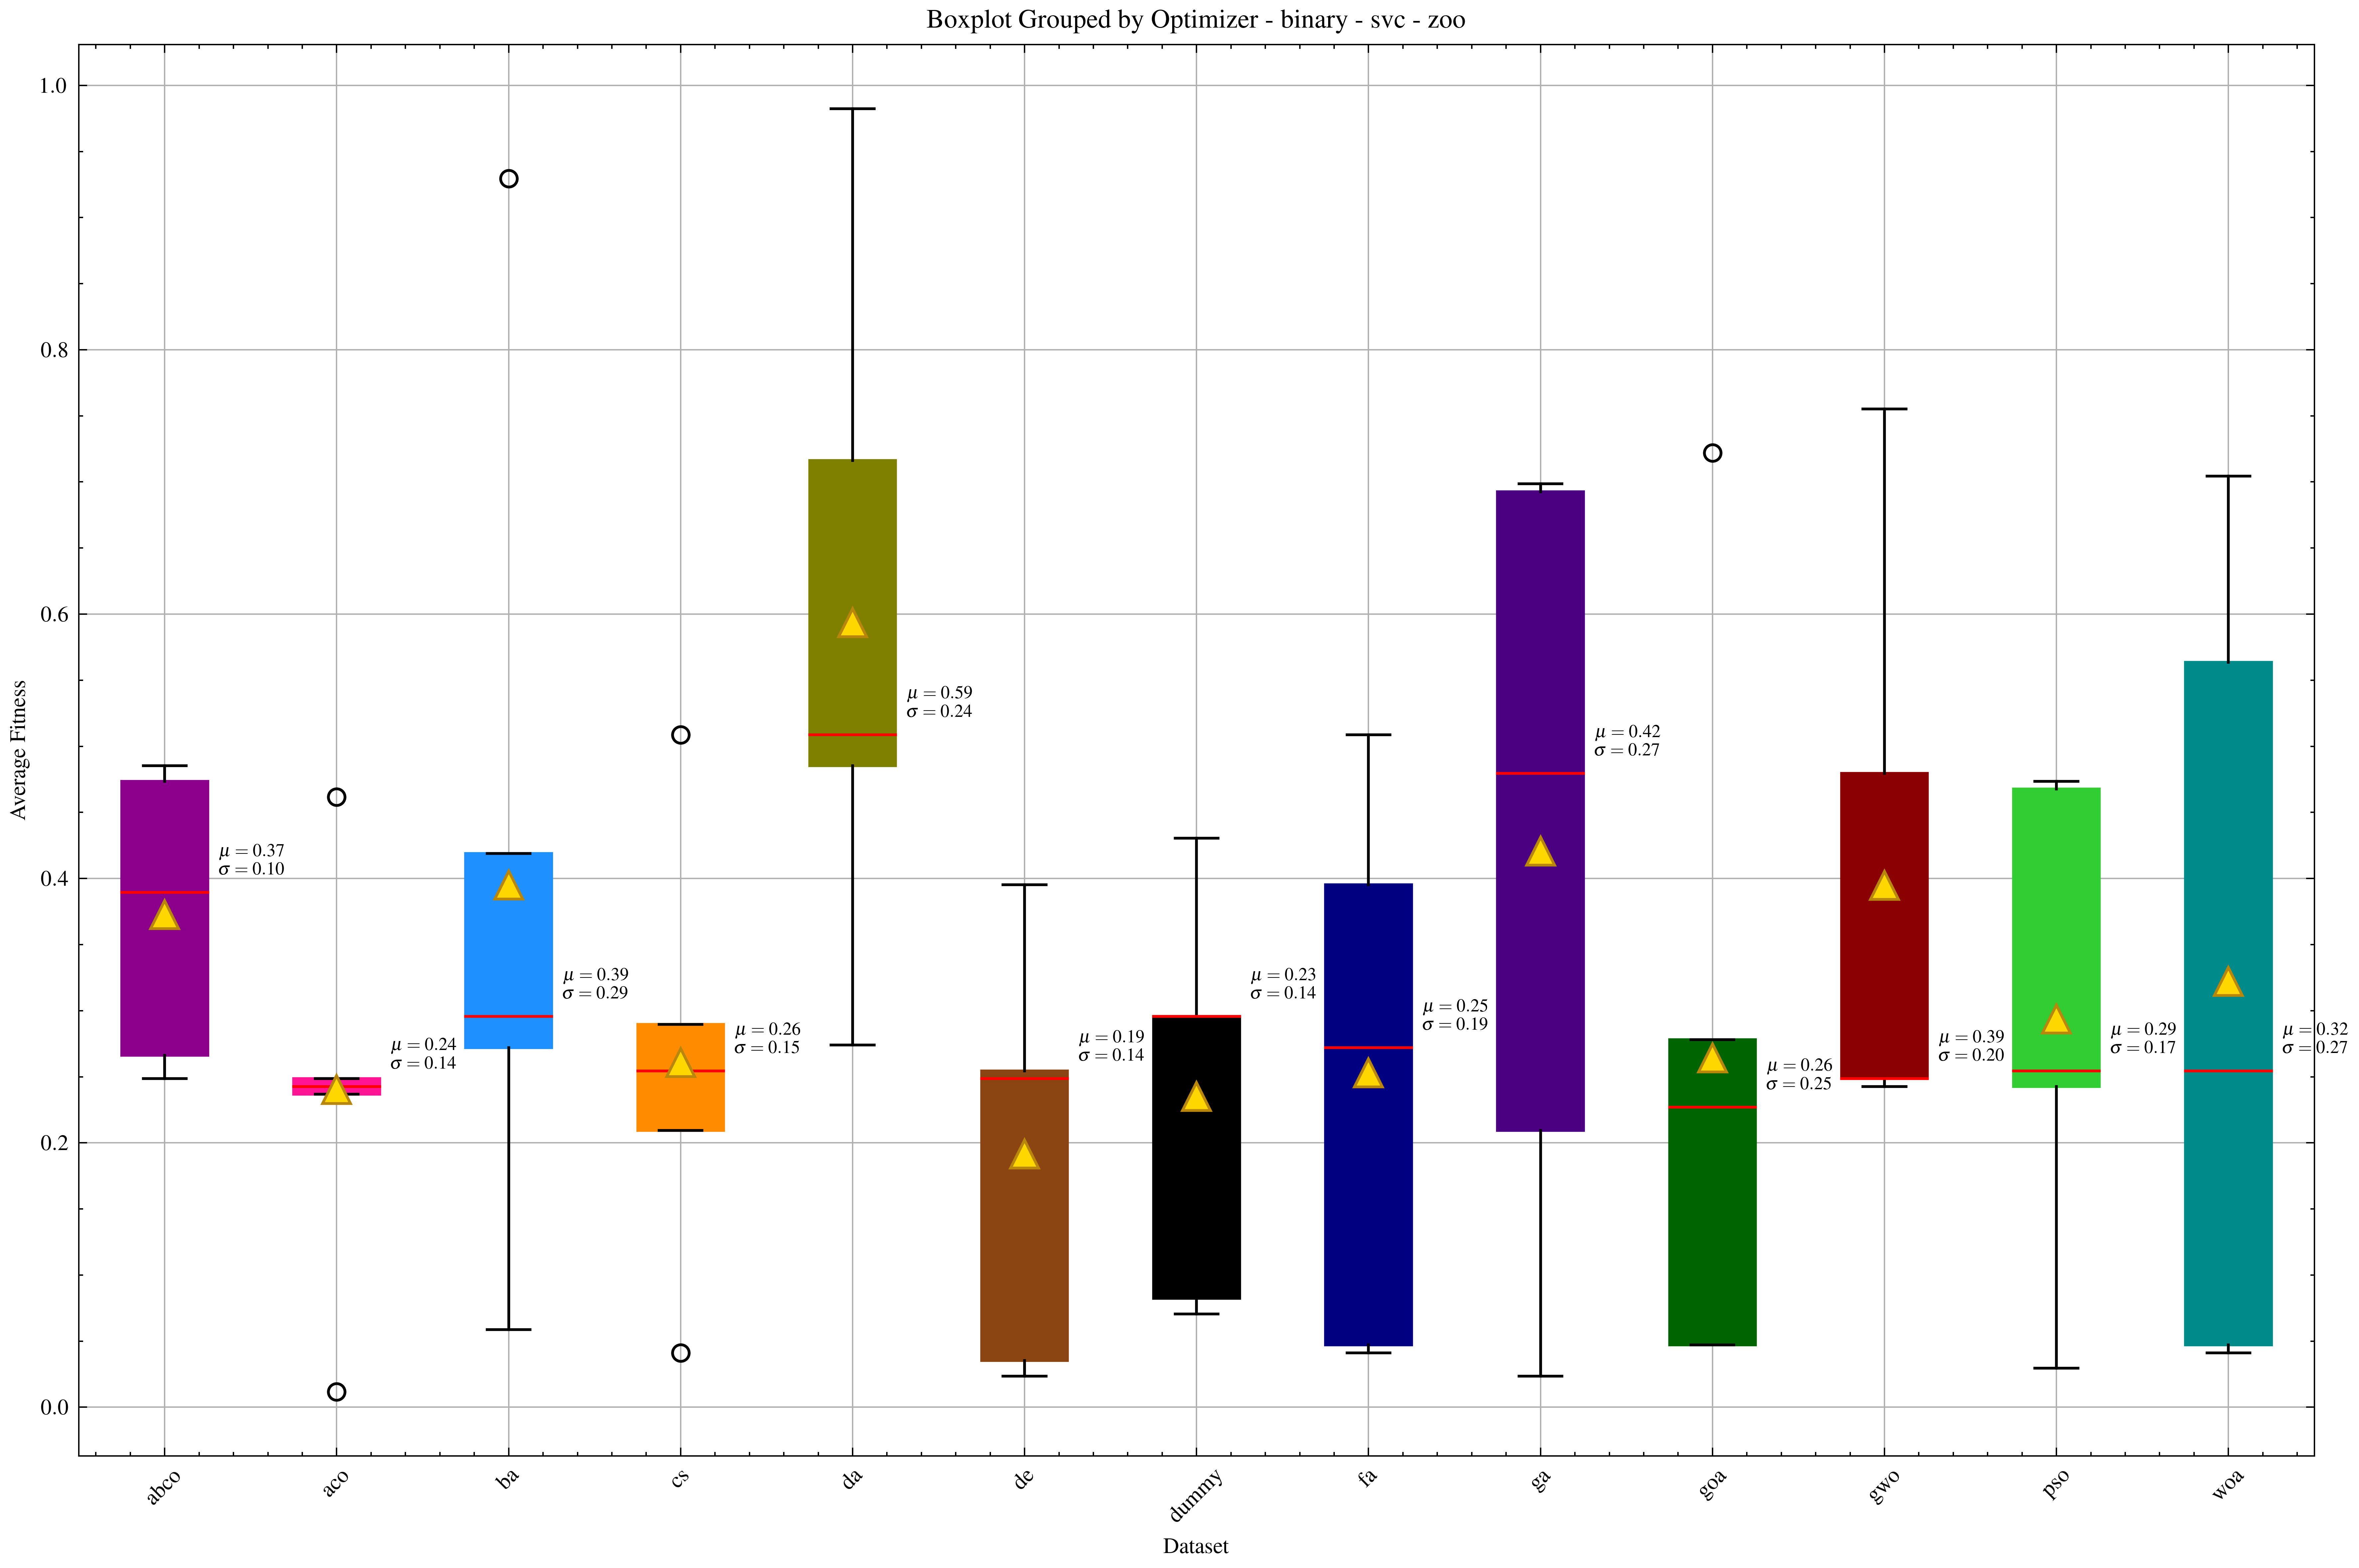 Boxplot Grouped by Optimizer - binary - svc - zoo
Average Fitness
1.0
0.8
0.6
0.4
0.2
0.0
μ = 0.37
σ = 0.10
μ = 0.24
σ = 0.14
μ = 0.39
σ = 0.29
μ = 0.26
σ = 0.15
μ = 0.59
σ = 0.24
μ = 0.19
σ = 0.14
μ = 0.23
σ = 0.14
μ = 0.25
σ = 0.19
μ = 0.42
σ = 0.27
μ = 0.26
σ = 0.25
μ = 0.39
σ = 0.20
μ = 0.29
σ = 0.17
μ = 0.32
σ = 0.27
abco
aco
ba
cs
da
de
dummy
fa
ga
goa
gwo
pso
woa
Dataset